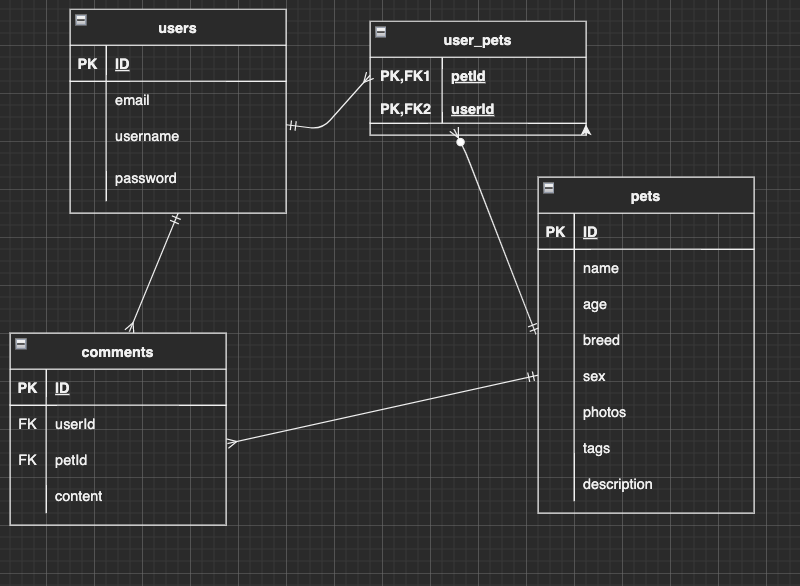 users
PK ID
email
username
password
user_pets
PK,FK1 petId
PK,FK2 userId
pets
PK ID
name
age
breed
sex
photos
tags
description
comments
PK ID
FK userId
FK petId
content